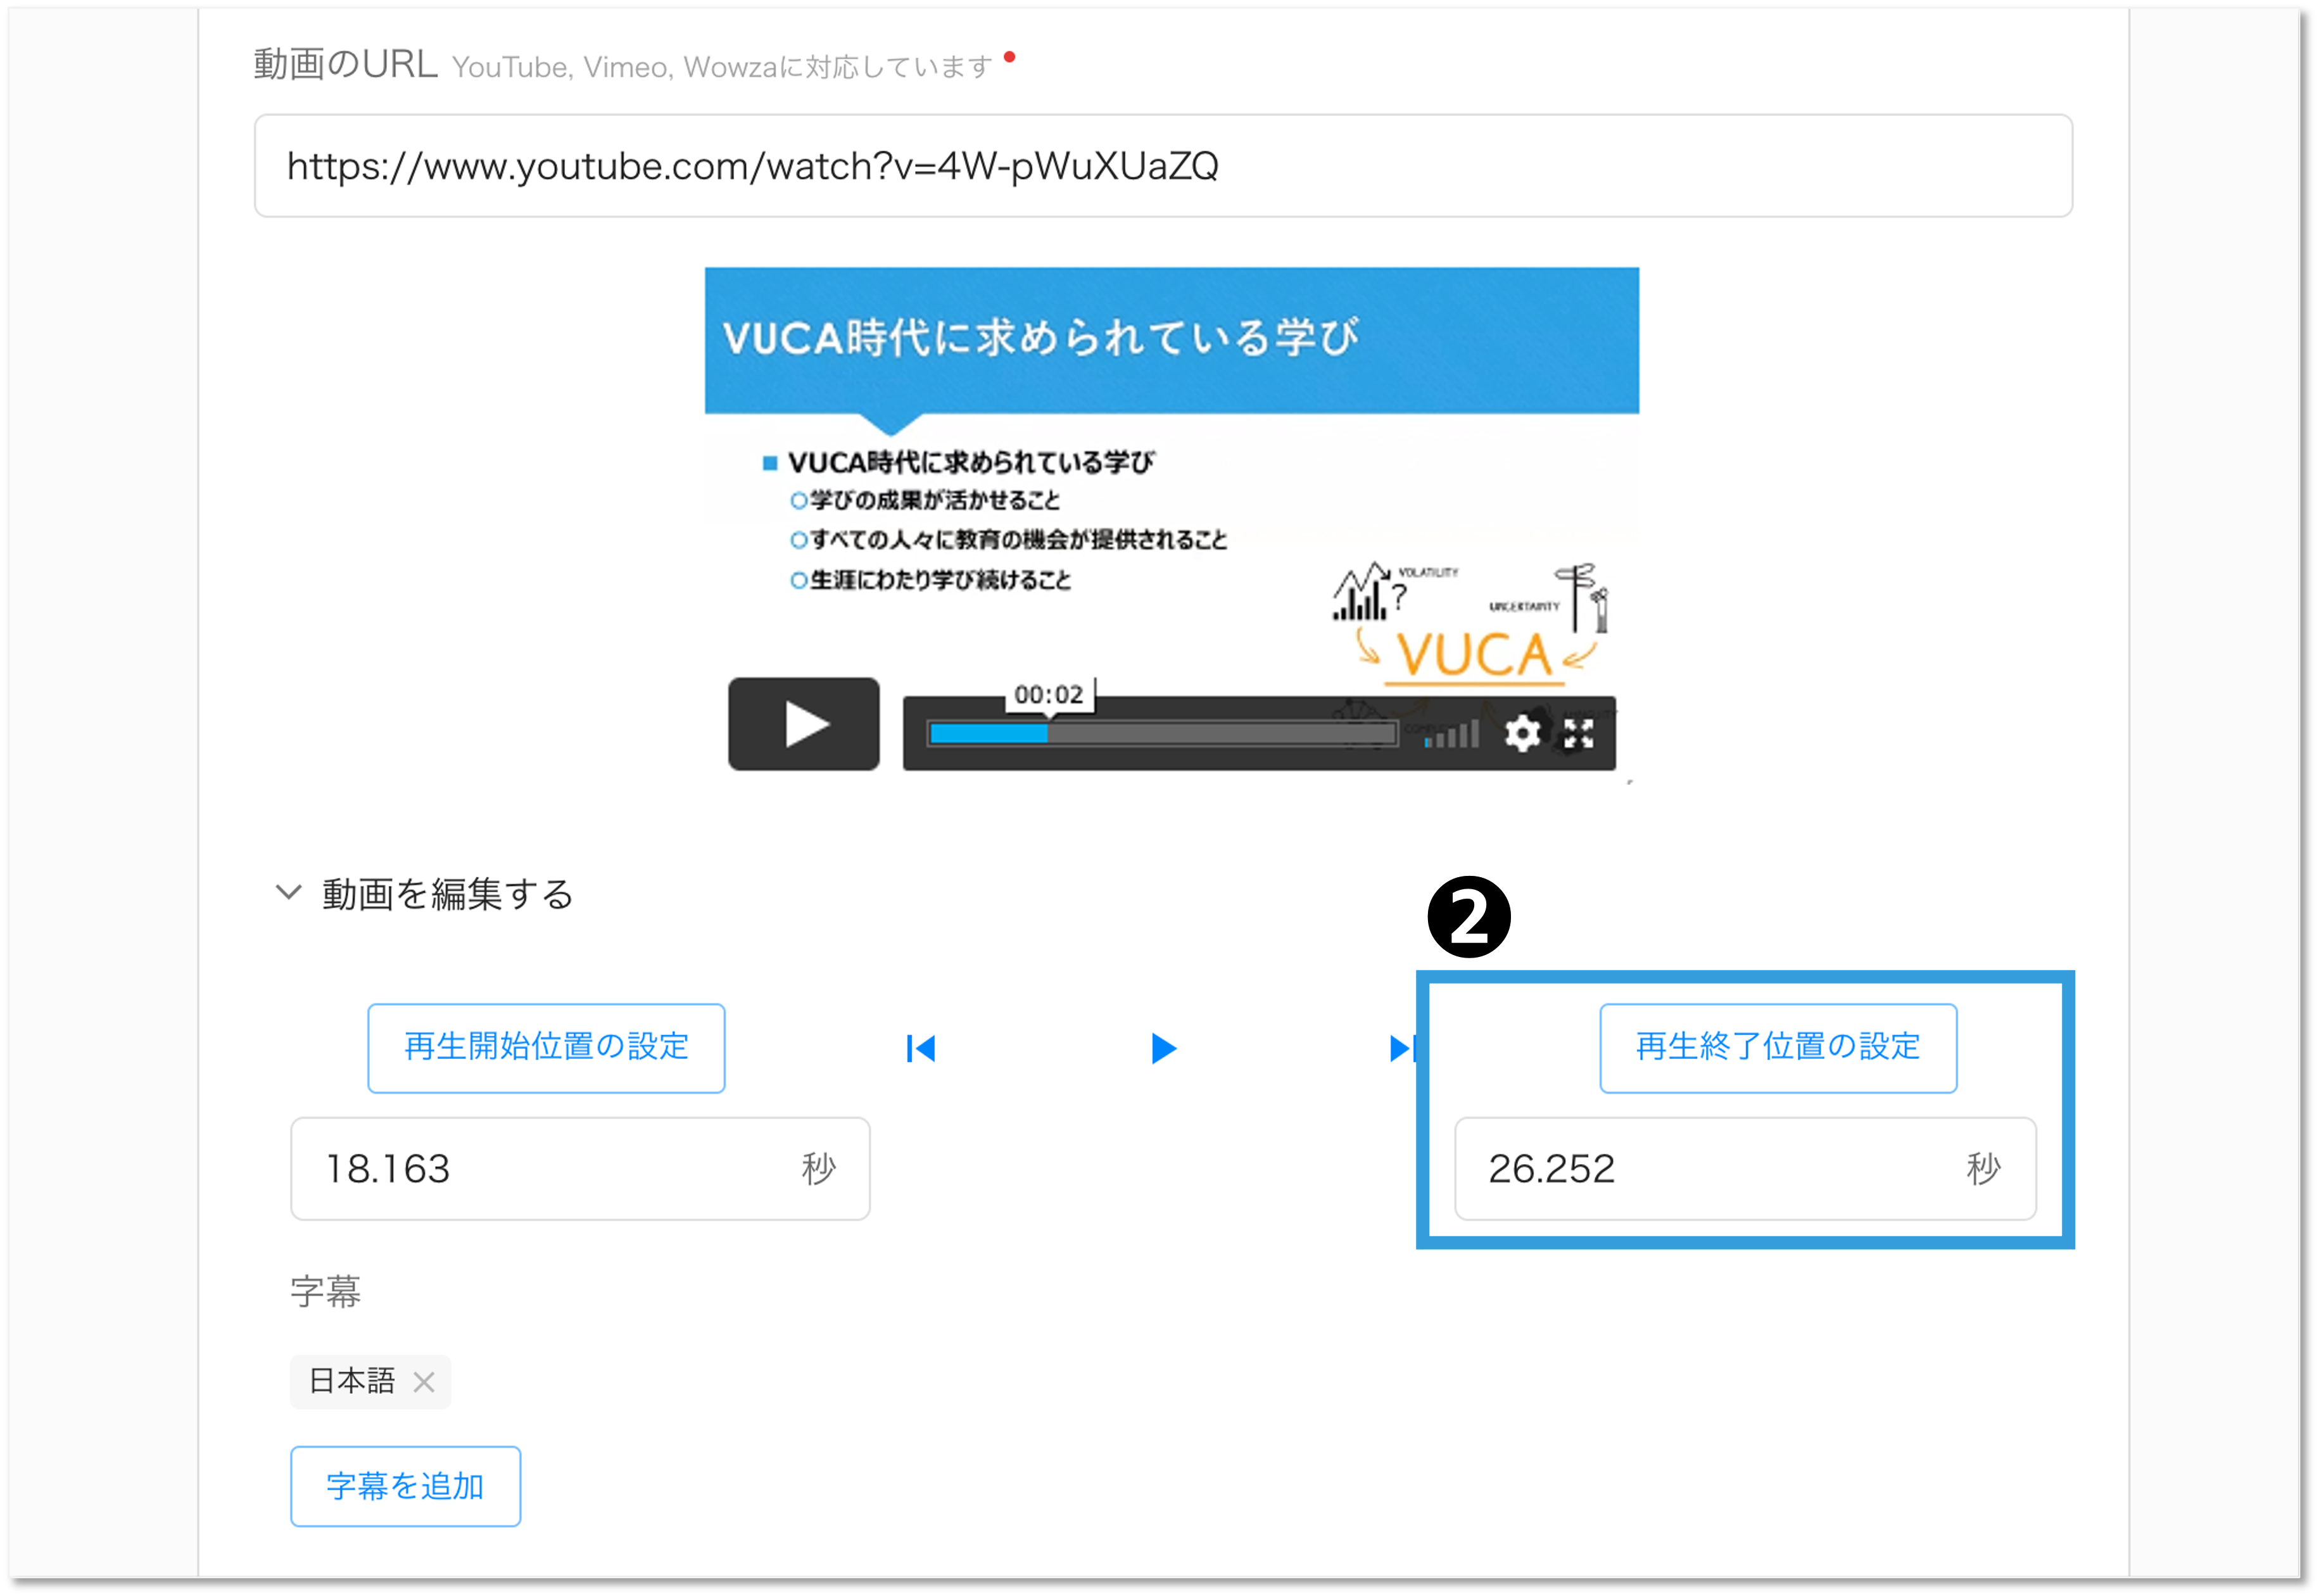 動画のURL YouTube, Vimeo, Wowzaに対応しています
https://www.youtube.com/watch?v=4W-pWuXUaZQ
VUCA時代に求められている学び
VUCA時代に求められている学び
学びの成果が活かせること
すべての人々に教育の機会が提供されること
生涯にわたり学び続けること
VOLATILITY
?
UNCERTAINTY
VUCA
00:02
動画を編集する
2
再生開始位置の設定
再生終了位置の設定
18.163 秒
26.252 秒
字幕
日本語
字幕を追加